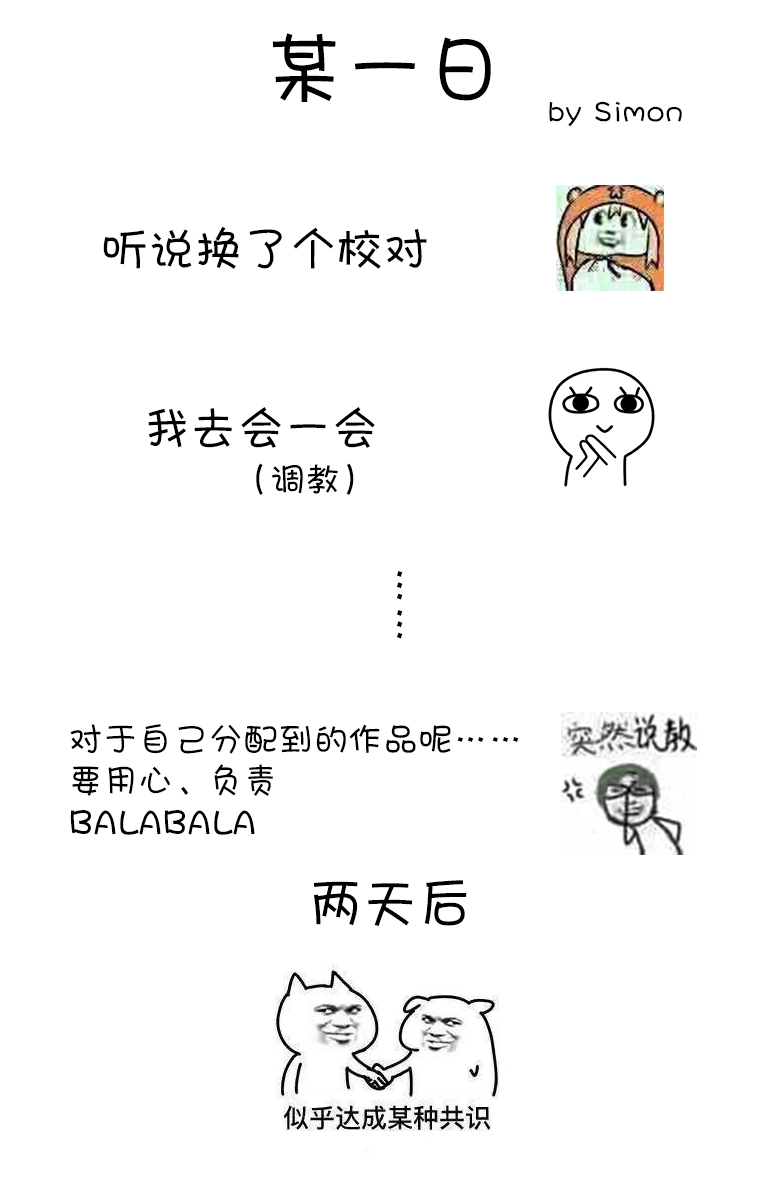 某一日
by Simon
听说换了个校对
我去会一会
(调教)
……
对于自己分配到的作品呢……
要用心、负责
BALABALA
突然说教
两天后
似乎达成某种共识